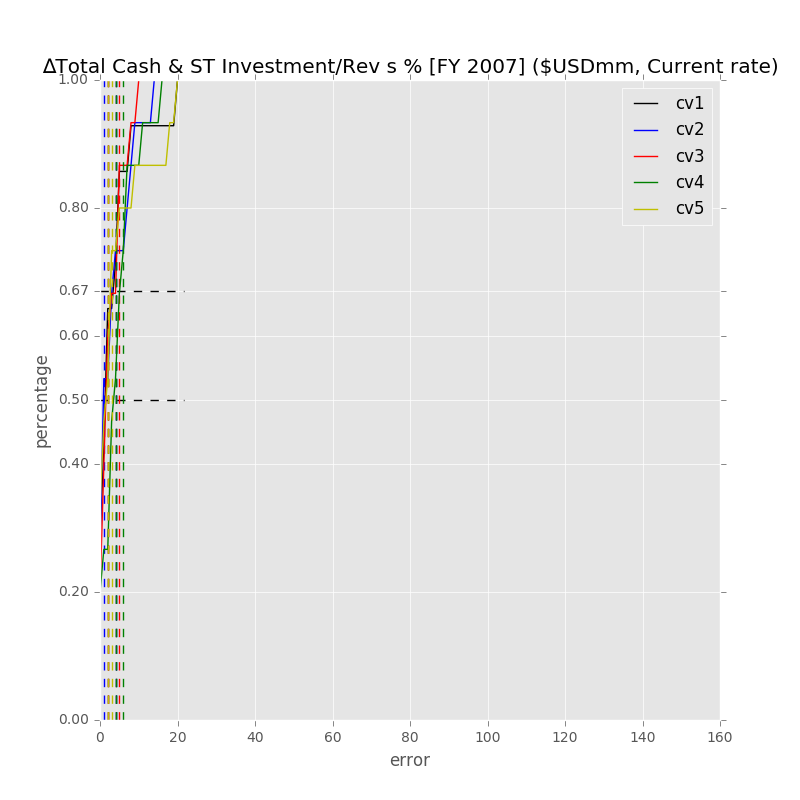 ΔTotal Cash & ST Investment/Rev s % [FY 2007] ($USDmm, Current rate)
1.00
0.80
0.67
0.60
0.50
0.40
0.20
0.00
percentage
cv1
cv2
cv3
cv4
cv5
0 20 40 60 80 100 120 140 160
error